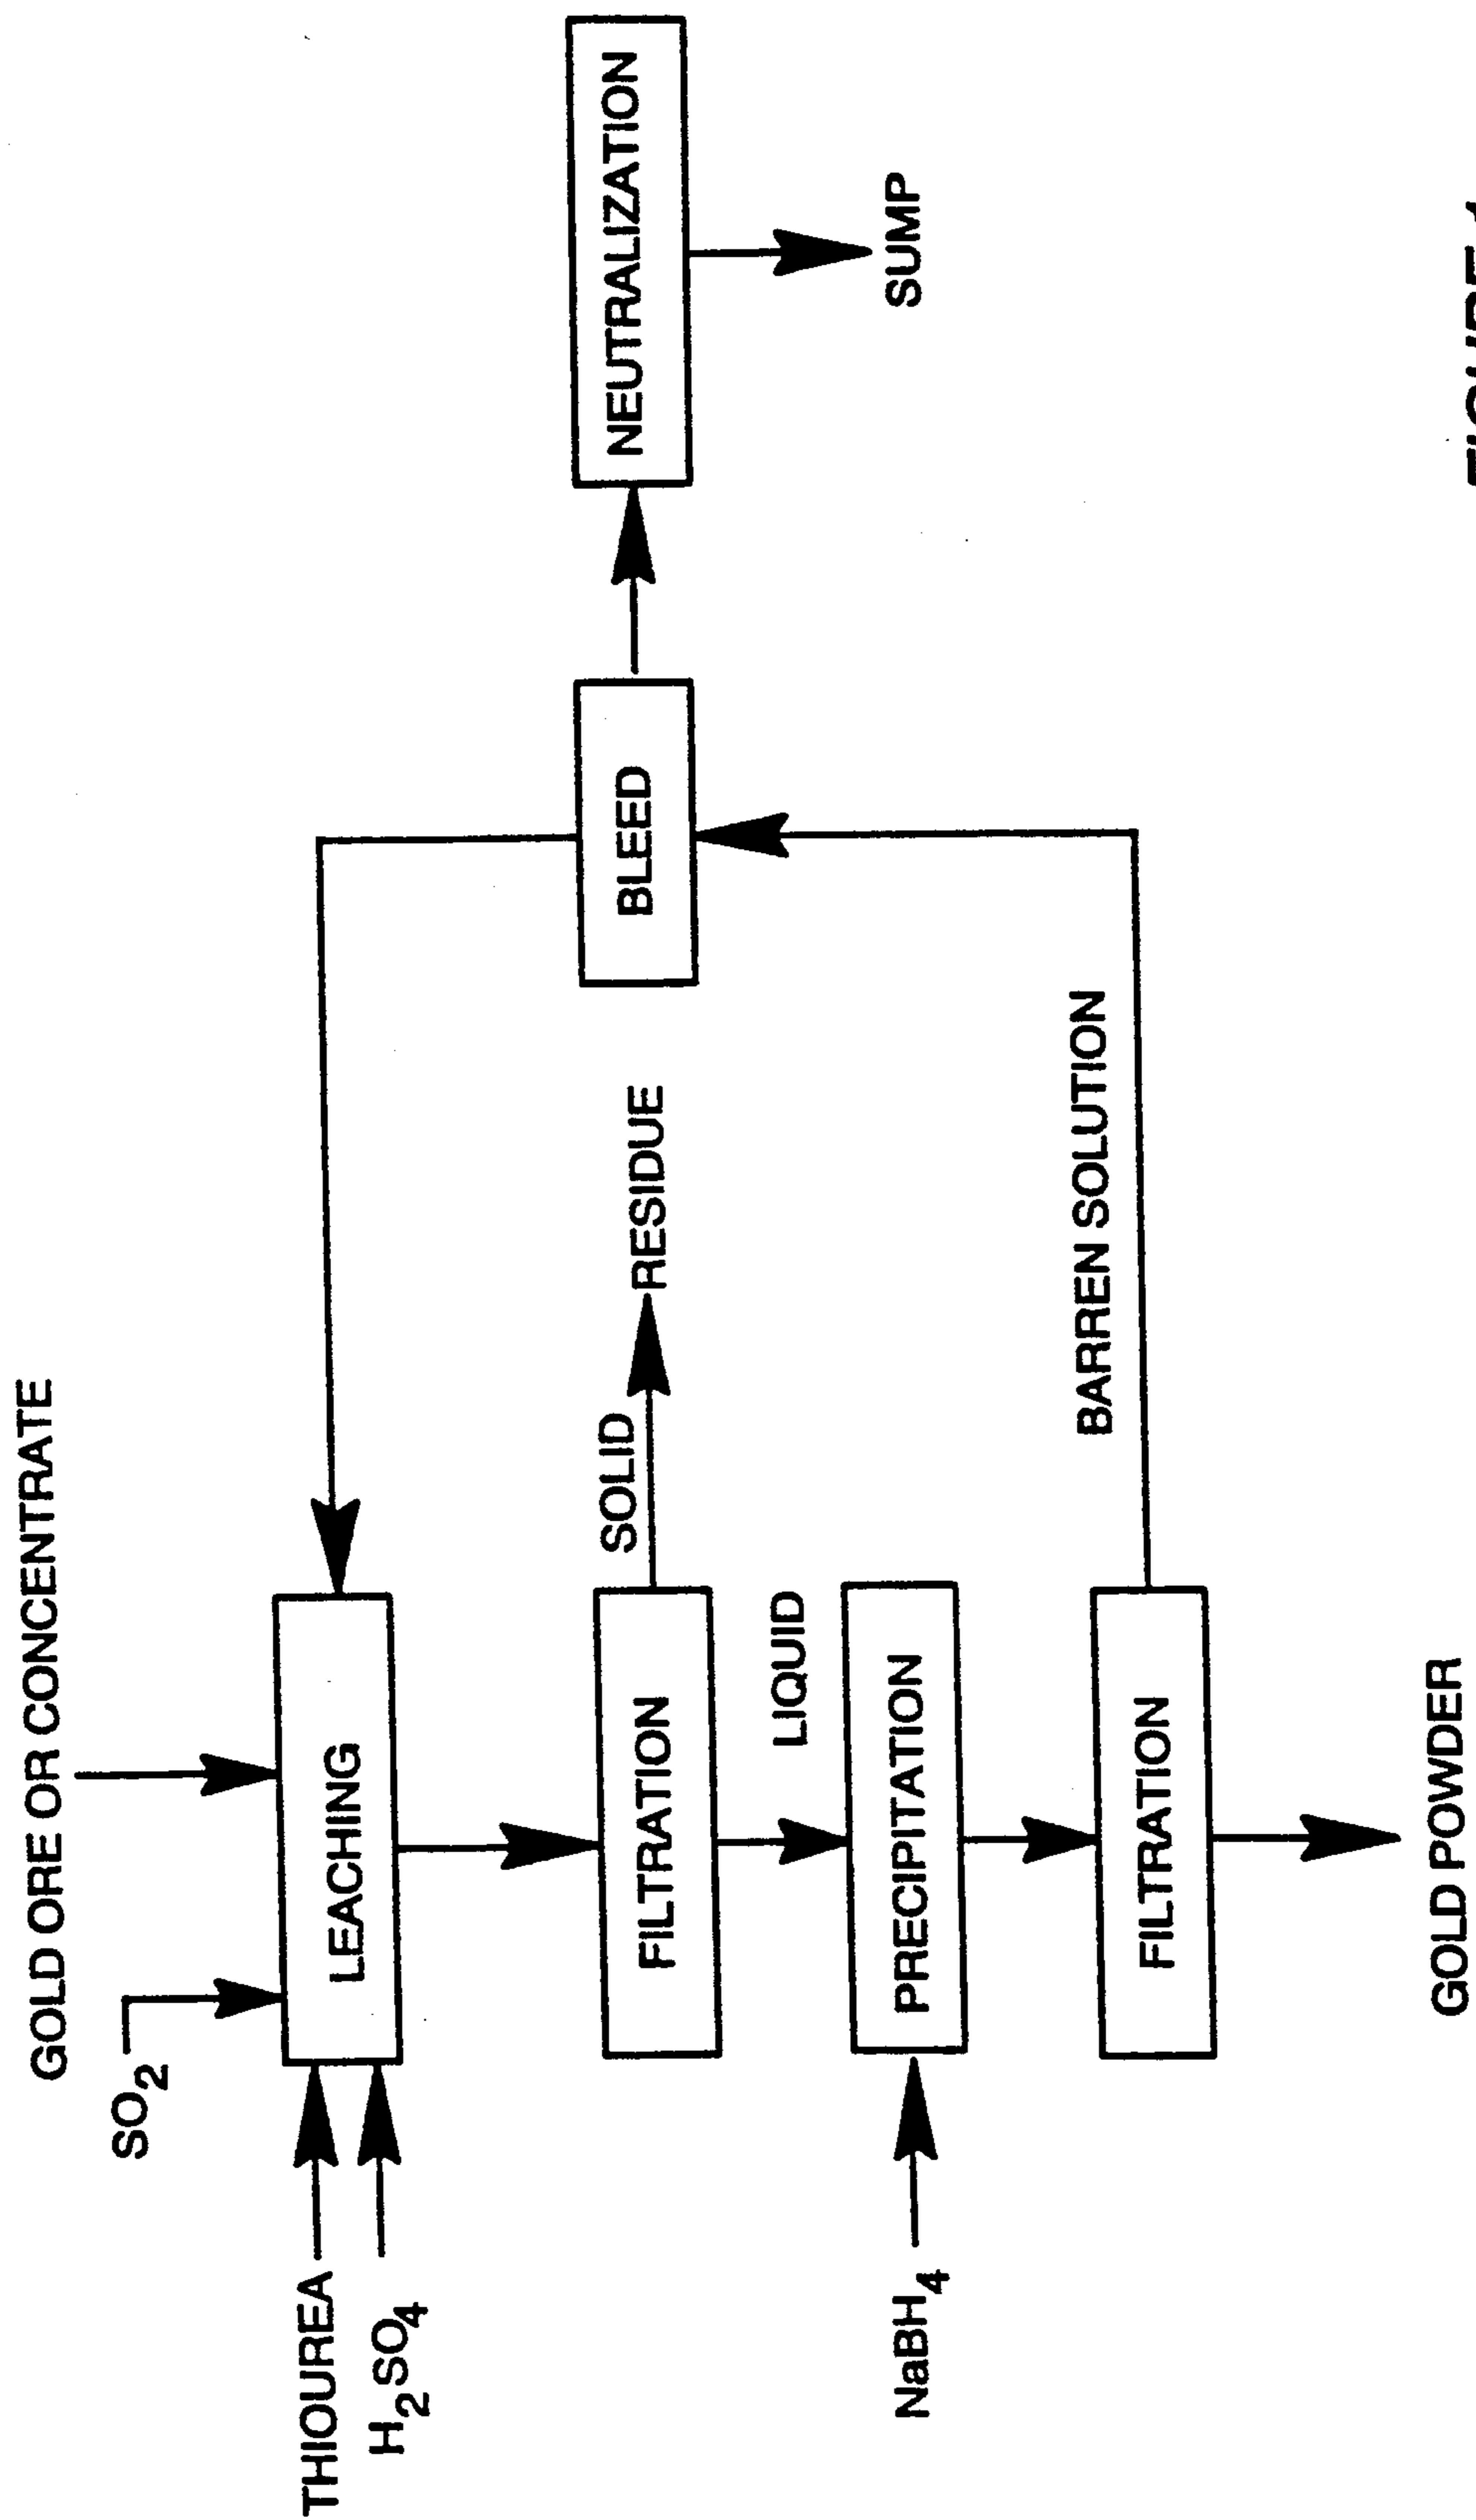 GOLD ORE OR CONCENTRATE
SO2
THIOUREA
H2SO4
LEACHING
FILTRATION
SOLID
RESIDUE
BLEED
NEUTRALIZATION
LIQUID
SUMP
NaBH4
PRECIPITATION
BARREN SOLUTION
FILTRATION
GOLD POWDER
FIGURE